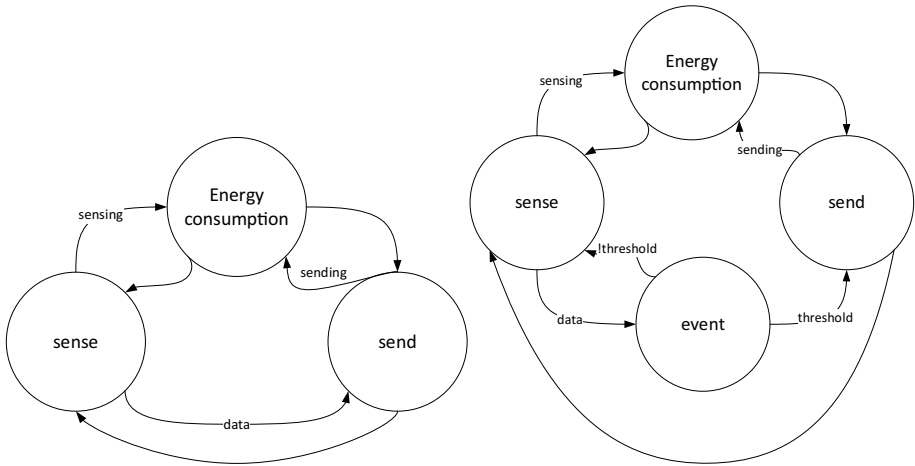 Energy
consumption
sensing
sending
sense
send
data
Energy
consumption
sensing
sending
sense
send
!threshold
data
event
threshold